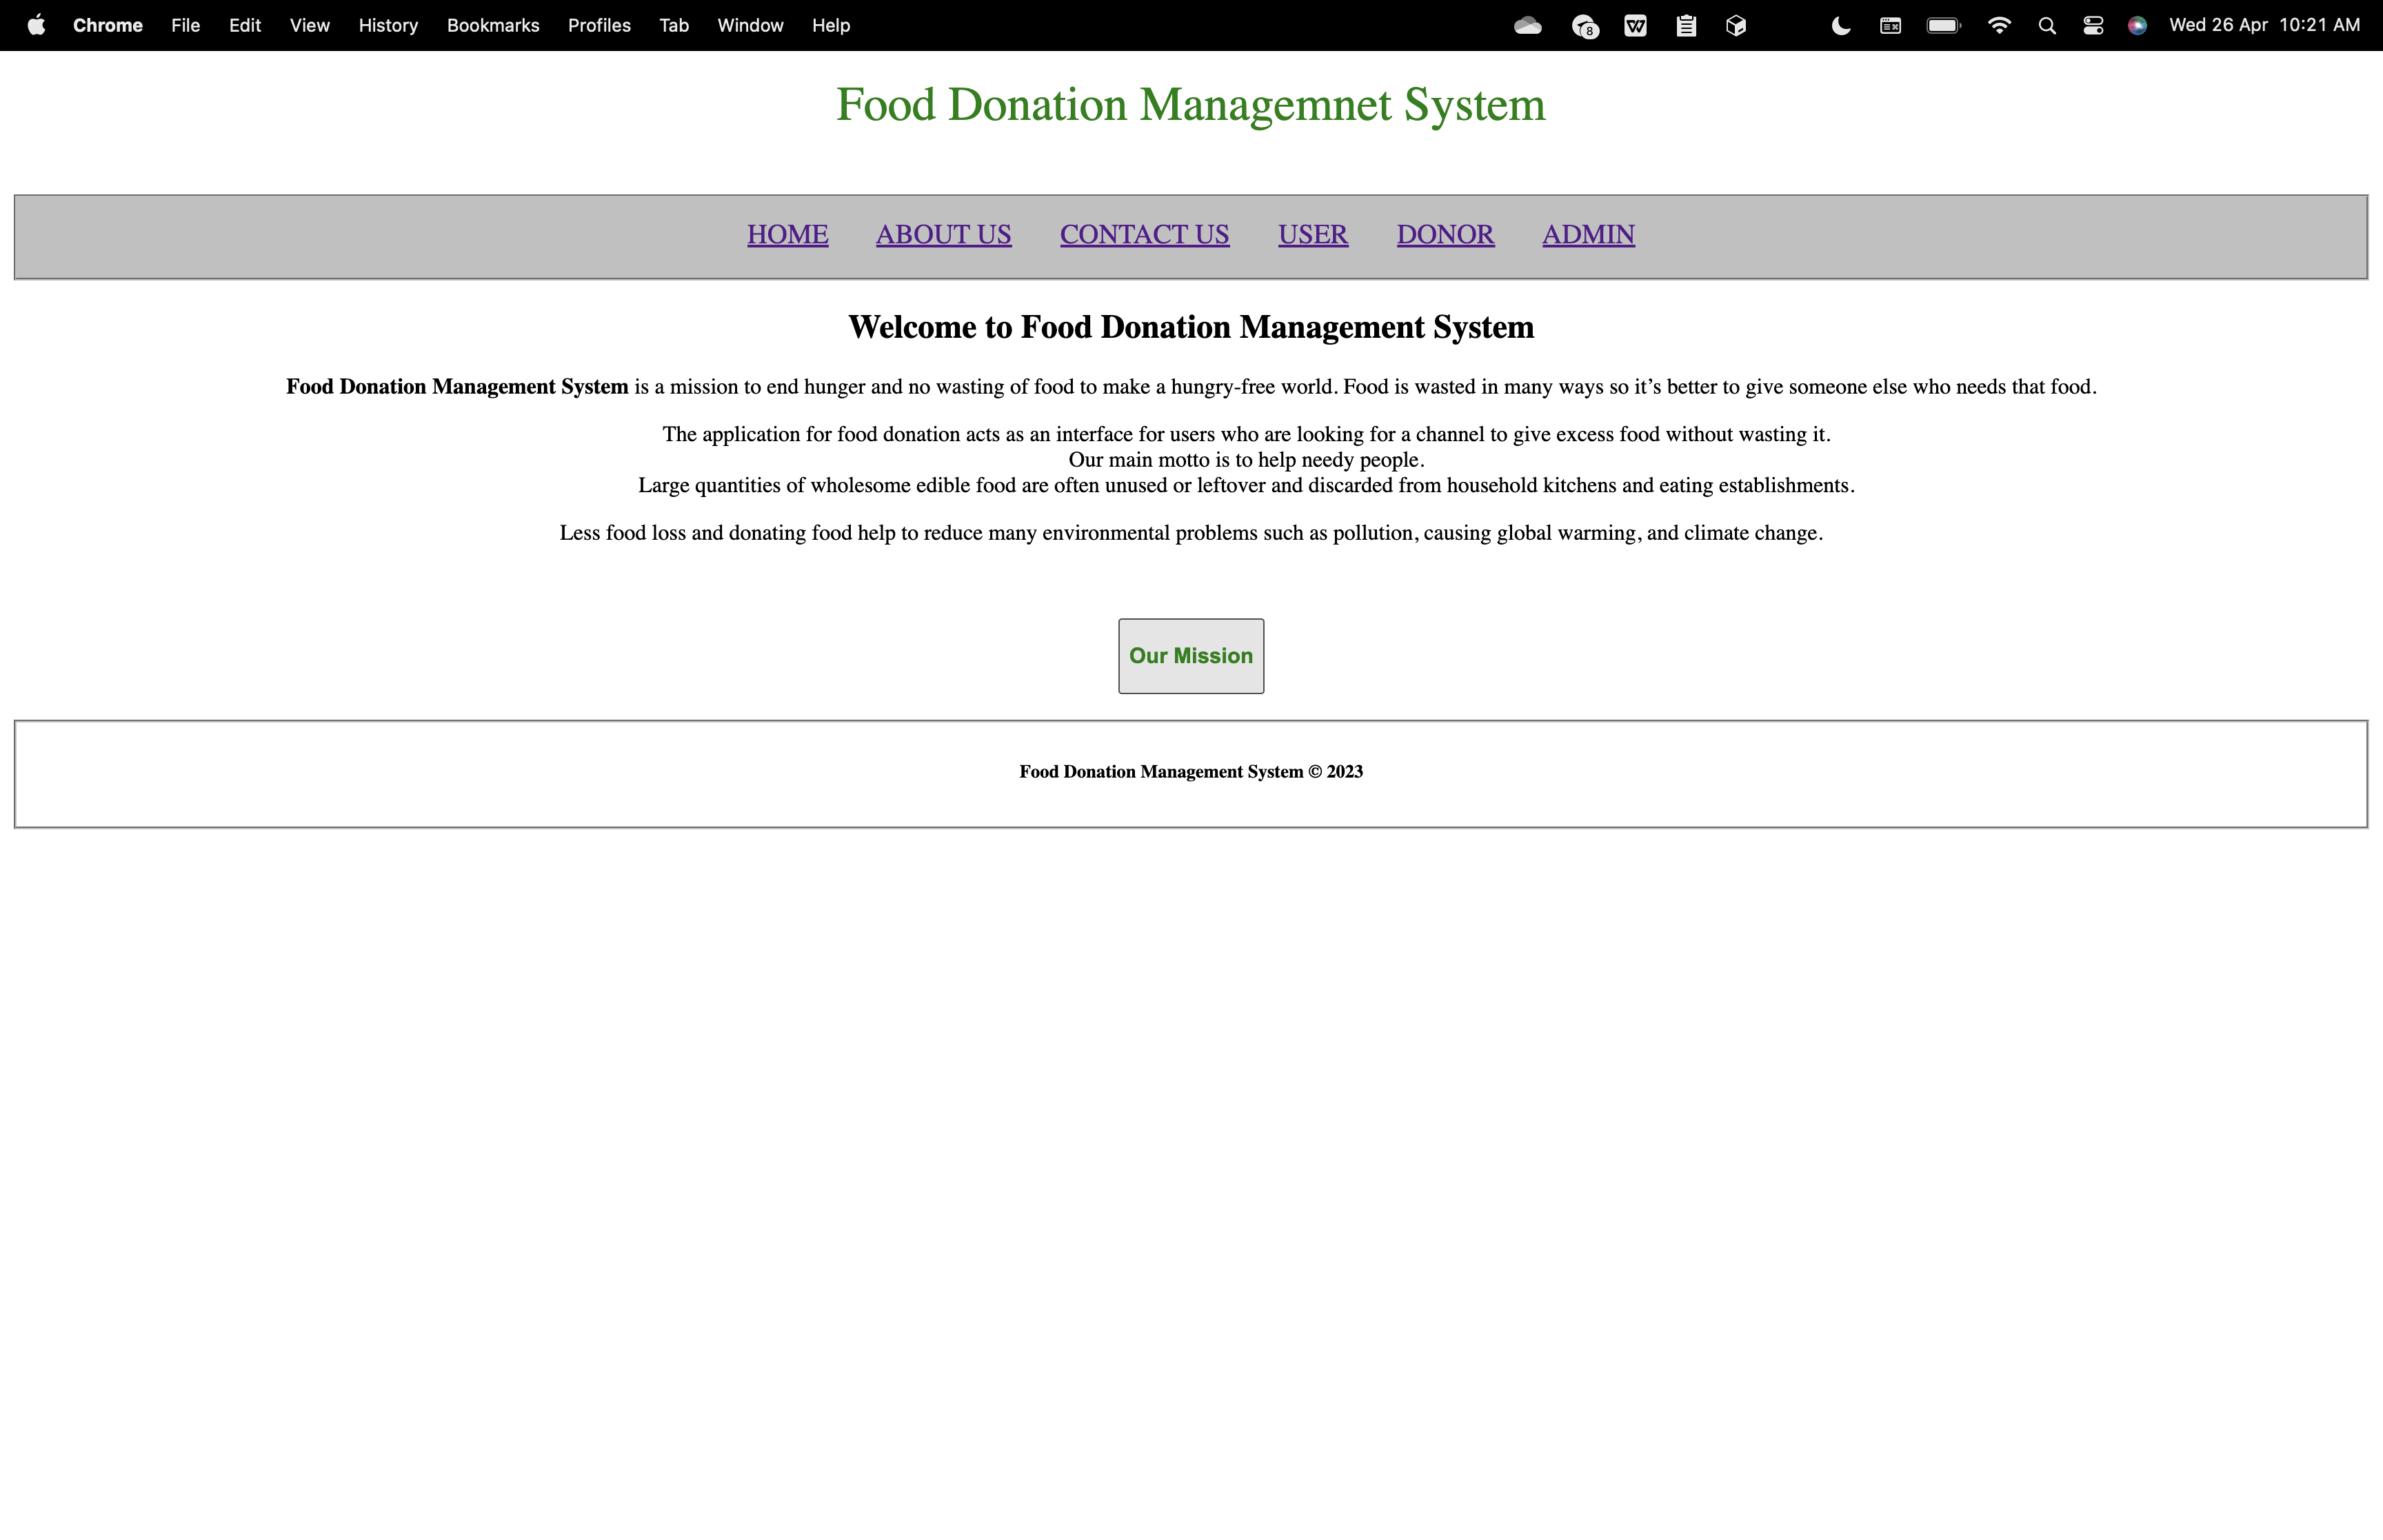 Chrome File Edit View History Bookmarks Profiles Tab Window Help 8 W Wed 26 Apr 10:21 AM
Food Donation Managemnet System
HOME ABOUT US CONTACT US USER DONOR ADMIN
Welcome to Food Donation Management System
Food Donation Management System is a mission to end hunger and no wasting of food to make a hungry-free world. Food is wasted in many ways so it’s better to give someone else who needs that food.
The application for food donation acts as an interface for users who are looking for a channel to give excess food without wasting it.
Our main motto is to help needy people.
Large quantities of wholesome edible food are often unused or leftover and discarded from household kitchens and eating establishments.
Less food loss and donating food help to reduce many environmental problems such as pollution, causing global warming, and climate change.
Our Mission
Food Donation Management System © 2023